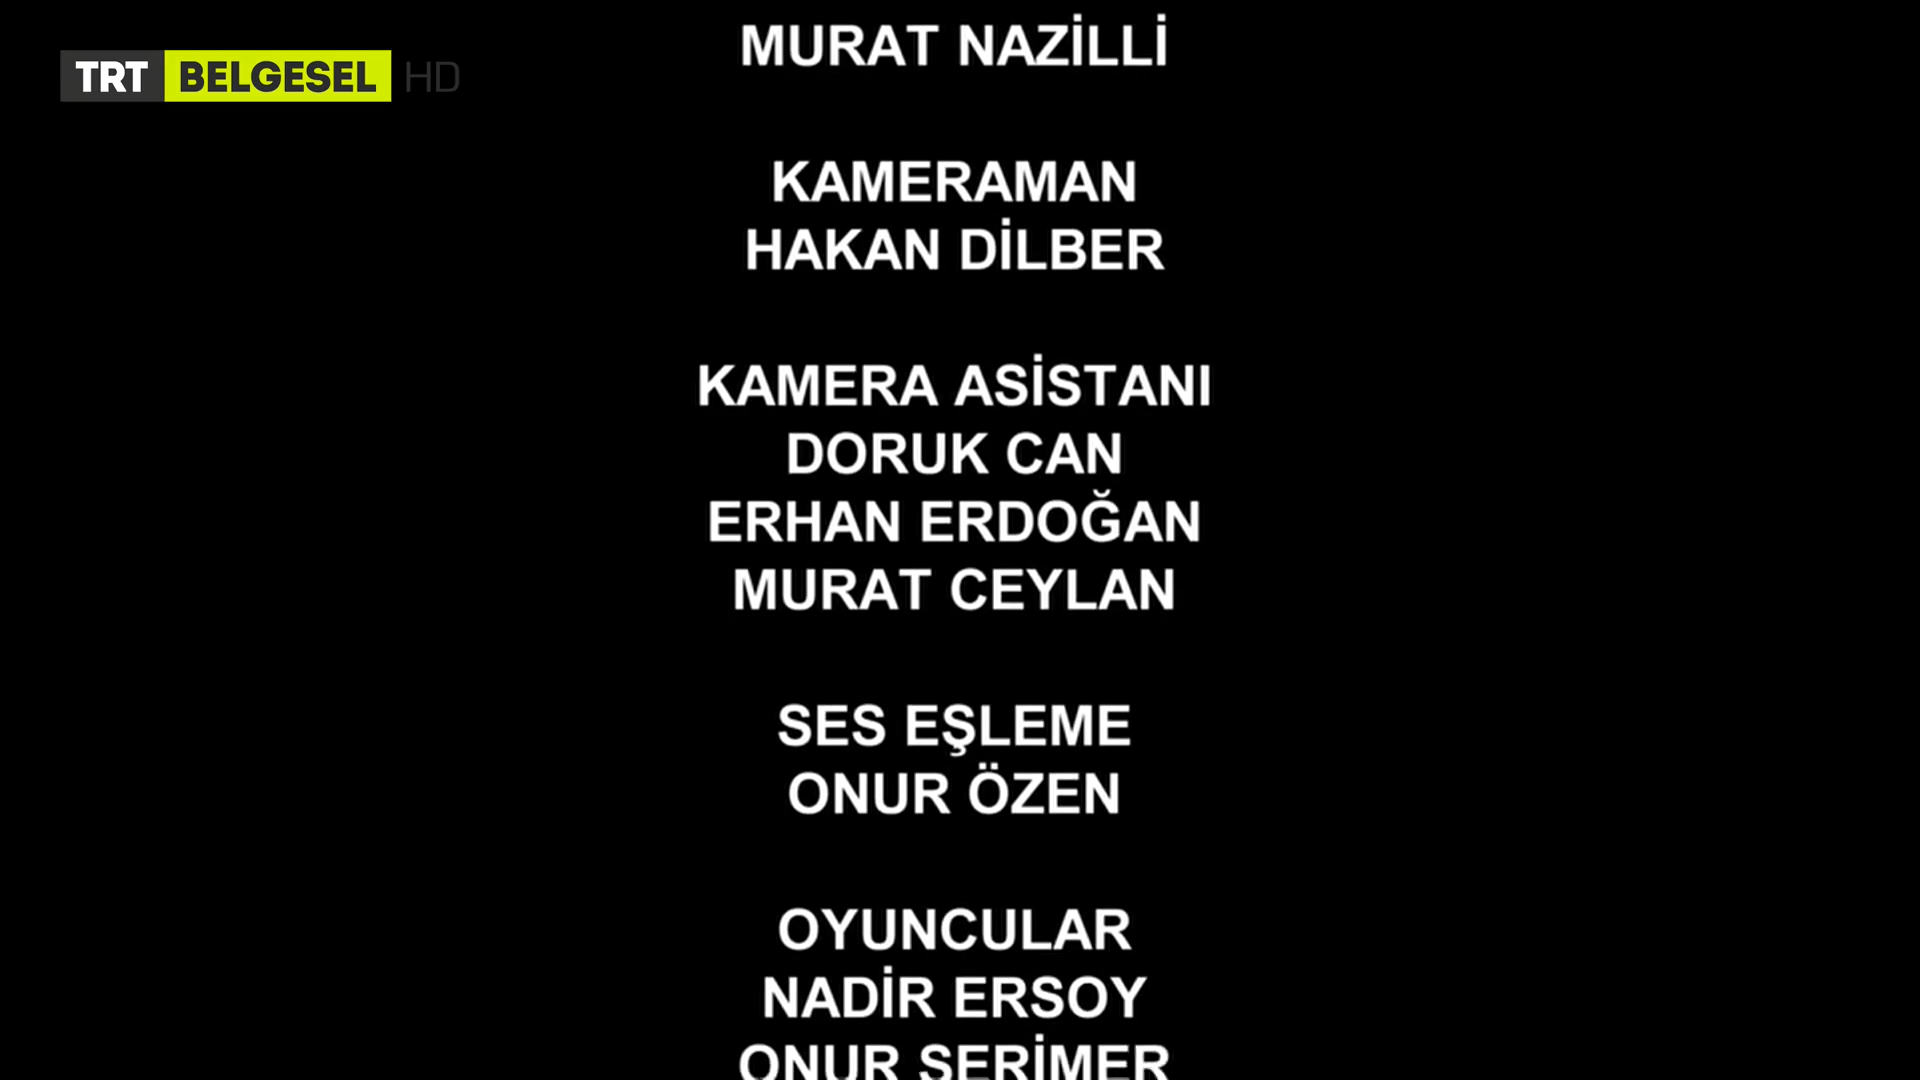 MURAT NAZİLLİ
TRT BELGESEL HD
KAMERAMAN
HAKAN DİLBER
KAMERA ASİSTANI
DORUK CAN
ERHAN ERDOĞAN
MURAT CEYLAN
SES EŞLEME
ONUR ÖZEN
OYUNCULAR
NADİR ERSOY
ONUR SERİMER